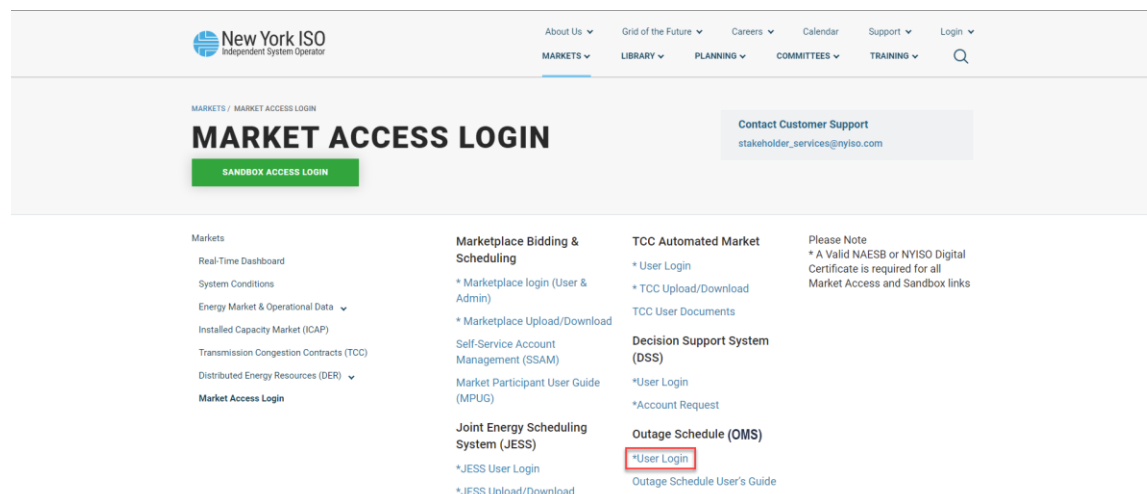 New York ISO
Independent System Operator
About Us
Grid of the Future
Careers
Calendar
Support
Login
MARKETS
LIBRARY
PLANNING
COMMITTEES
TRAINING
MARKETS / MARKET ACCESS LOGIN
MARKET ACCESS LOGIN
SANDBOX ACCESS LOGIN
Contact Customer Support
stakeholder_services@nyiso.com
Markets
Real-Time Dashboard
System Conditions
Energy Market & Operational Data
Installed Capacity Market (ICAP)
Transmission Congestion Contracts (TCC)
Distributed Energy Resources (DER)
Market Access Login
Marketplace Bidding &
Scheduling
* Marketplace login (User &
Admin)
* Marketplace Upload/Download
Self-Service Account
Management (SSAM)
Market Participant User Guide
(MPUG)
Joint Energy Scheduling
System (JESS)
*JESS User Login
*JESS Upload/Download
TCC Automated Market
* User Login
* TCC Upload/Download
TCC User Documents
Decision Support System
(DSS)
*User Login
*Account Request
Outage Schedule (OMS)
*User Login
Outage Schedule User's Guide
Please Note
* A Valid NAESB or NYISO Digital
Certificate is required for all
Market Access and Sandbox links